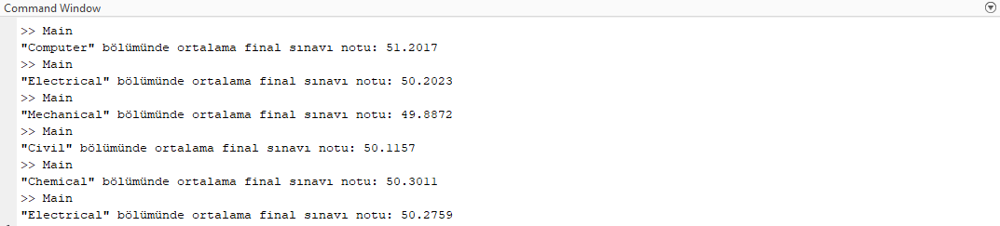 Command Window
>> Main
"Computer" bölümünde ortalama final sınavı notu: 51.2017
>> Main
"Electrical" bölümünde ortalama final sınavı notu: 50.2023
>> Main
"Mechanical" bölümünde ortalama final sınavı notu: 49.8872
>> Main
"Civil" bölümünde ortalama final sınavı notu: 50.1157
>> Main
"Chemical" bölümünde ortalama final sınavı notu: 50.3011
>> Main
"Electrical" bölümünde ortalama final sınavı notu: 50.2759